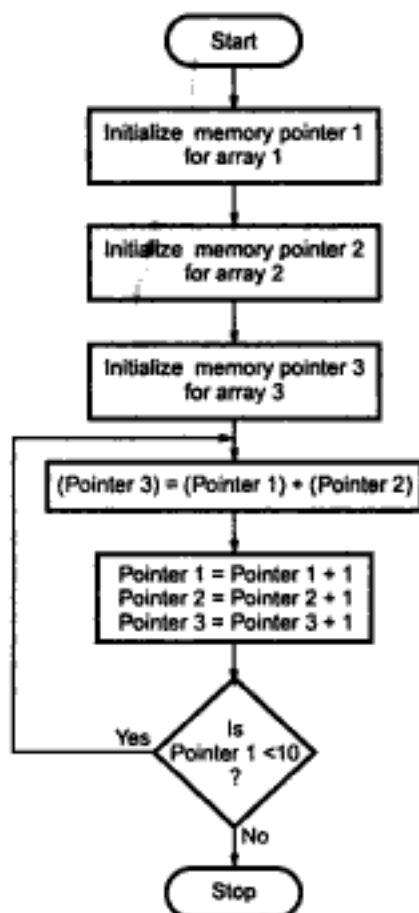 Start
Initialize memory pointer 1
for array 1
Initialize memory pointer 2
for array 2
Initialize memory pointer 3
for array 3
(Pointer 3) = (Pointer 1) + (Pointer 2)
Pointer 1 = Pointer 1 + 1
Pointer 2 = Pointer 2 + 1
Pointer 3 = Pointer 3 + 1
Is
Pointer 1 <10
?
Yes
No
Stop